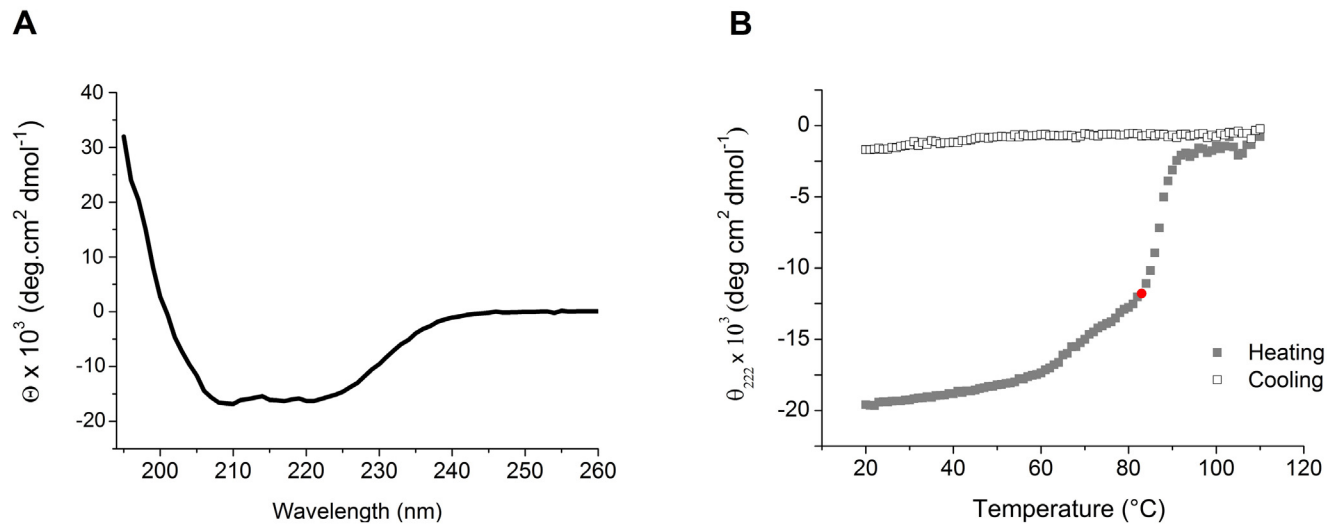 A
Θ x 10³ (deg.cm² dmol⁻¹)
40
30
20
10
0
-10
-20
200 210 220 230 240 250 260
Wavelength (nm)
B
θ₂₂₂ x 10³ (deg cm² dmol⁻¹)
0
-5
-10
-15
-20
Heating
Cooling
20 40 60 80 100 120
Temperature (°C)